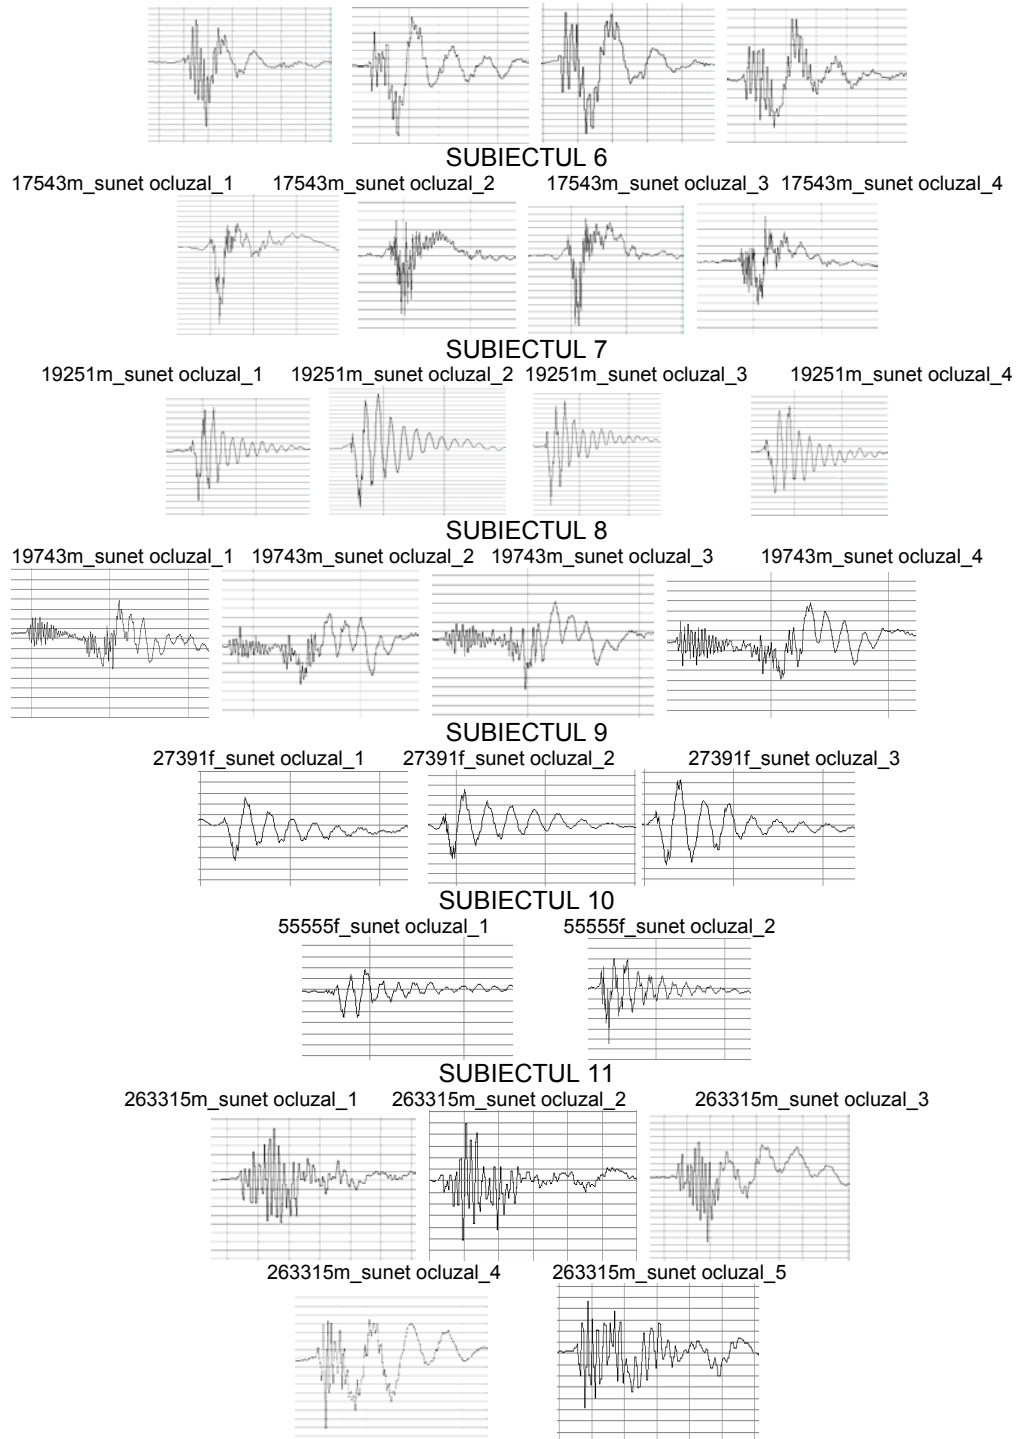 SUBIECTUL 6
17543m_sunet ocluzal_1 17543m_sunet ocluzal_2 17543m_sunet ocluzal_3 17543m_sunet ocluzal_4
SUBIECTUL 7
19251m_sunet ocluzal_1 19251m_sunet ocluzal_2 19251m_sunet ocluzal_3 19251m_sunet ocluzal_4
SUBIECTUL 8
19743m_sunet ocluzal_1 19743m_sunet ocluzal_2 19743m_sunet ocluzal_3 19743m_sunet ocluzal_4
SUBIECTUL 9
27391f_sunet ocluzal_1 27391f_sunet ocluzal_2 27391f_sunet ocluzal_3
SUBIECTUL 10
55555f_sunet ocluzal_1 55555f_sunet ocluzal_2
SUBIECTUL 11
263315m_sunet ocluzal_1 263315m_sunet ocluzal_2 263315m_sunet ocluzal_3
263315m_sunet ocluzal_4 263315m_sunet ocluzal_5